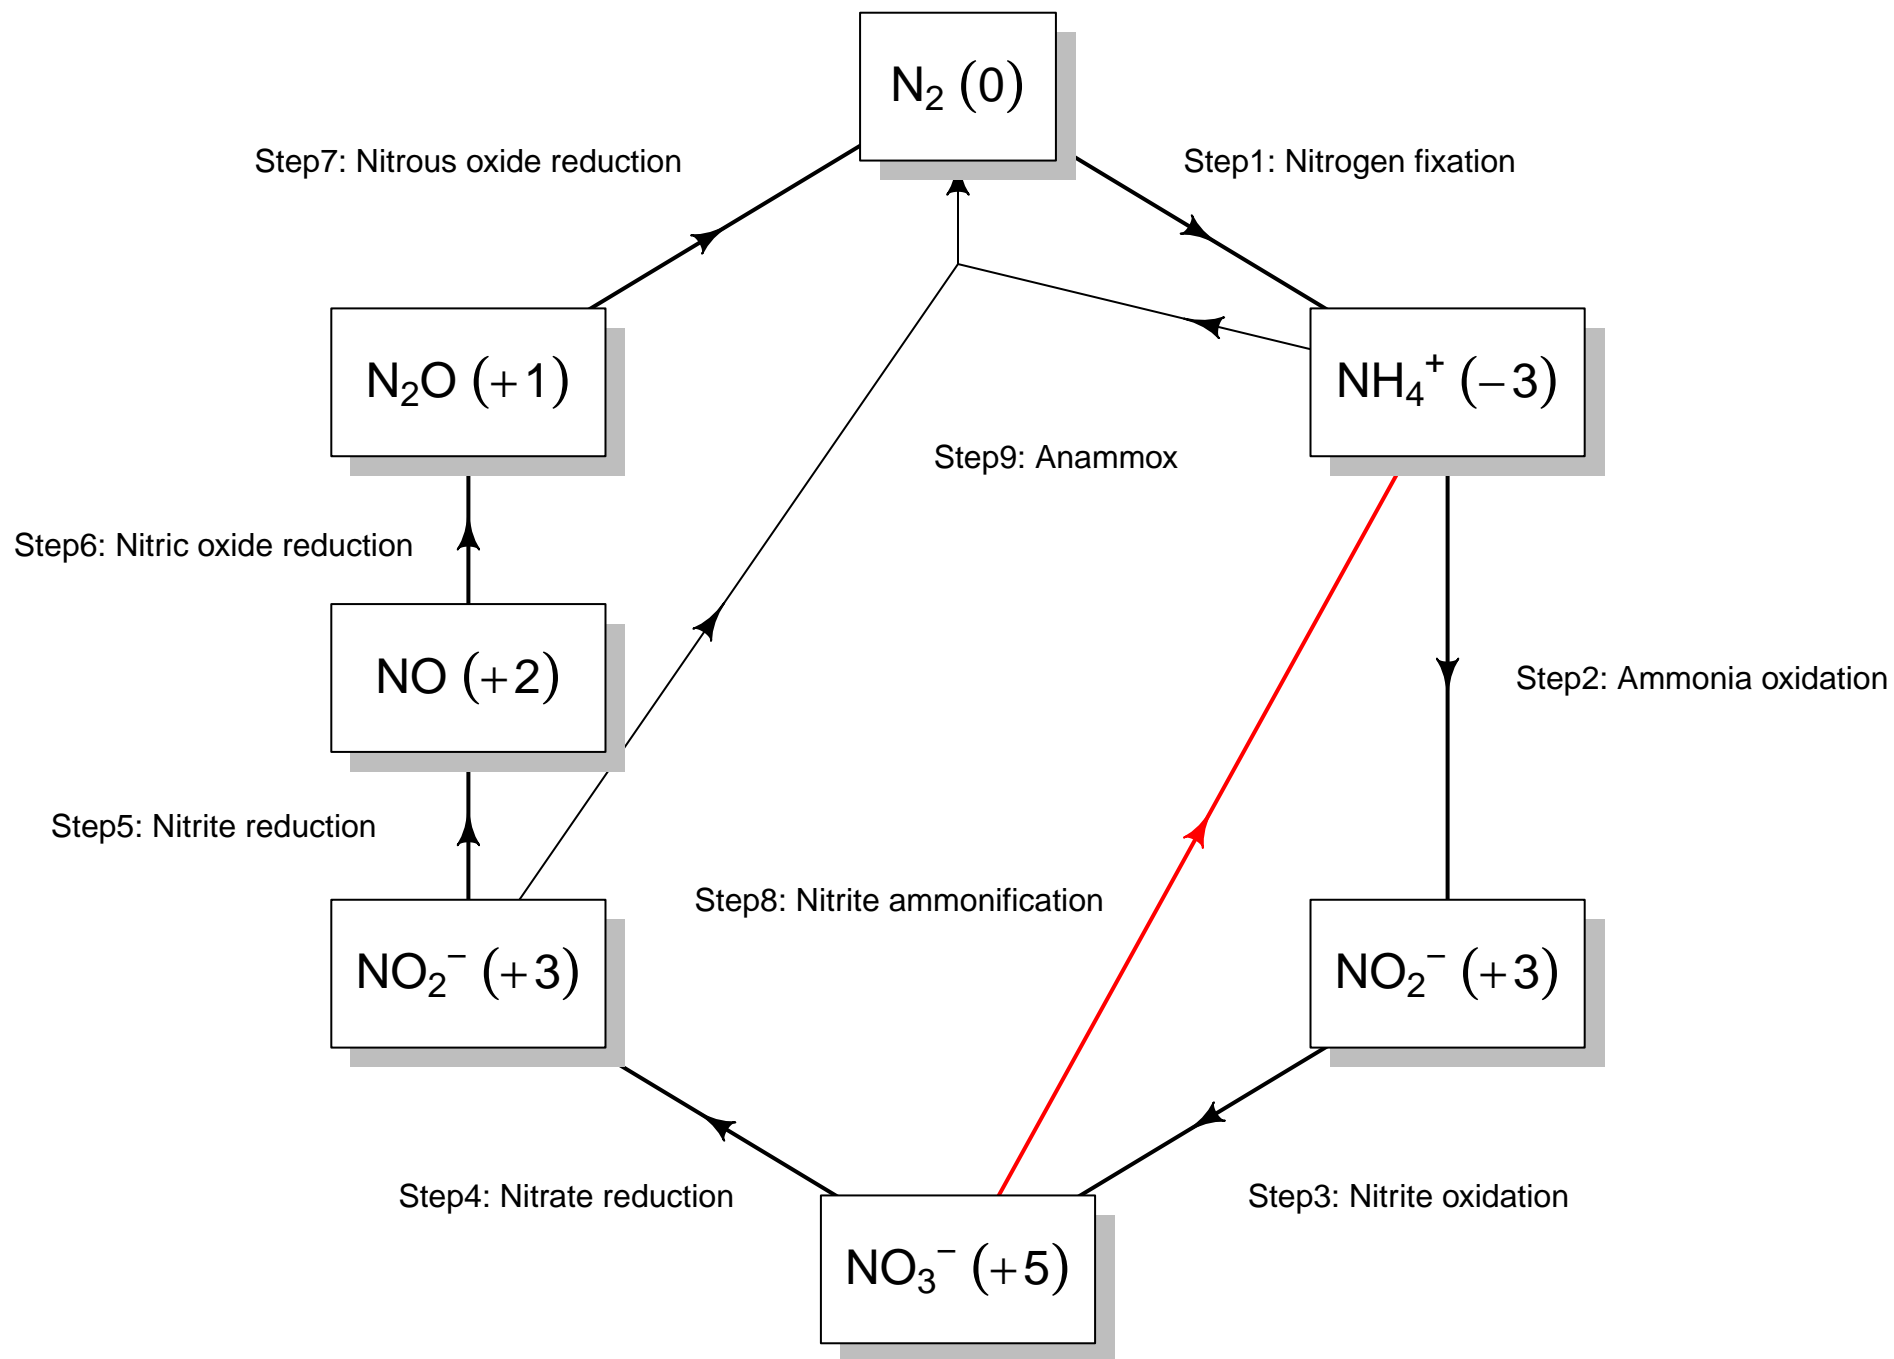 N₂ (0)
Step7: Nitrous oxide reduction
Step1: Nitrogen fixation
N₂O (+1)
NH₄⁺ (−3)
Step9: Anammox
Step6: Nitric oxide reduction
NO (+2)
Step2: Ammonia oxidation
Step5: Nitrite reduction
Step8: Nitrite ammonification
NO₂⁻ (+3)
NO₂⁻ (+3)
Step4: Nitrate reduction
Step3: Nitrite oxidation
NO₃⁻ (+5)